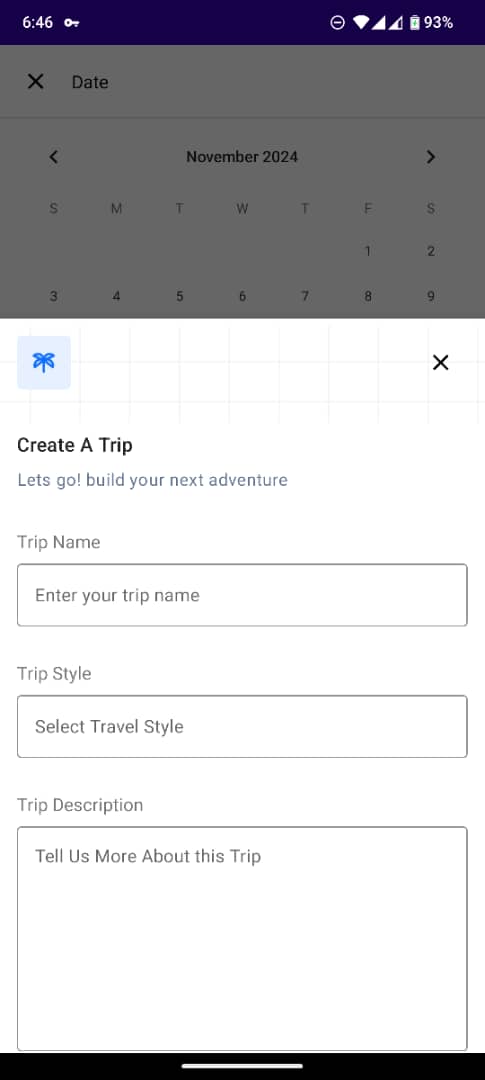 6:46
93%
Date
November 2024
S M T W T F S
1 2
3 4 5 6 7 8 9
Create A Trip
Lets go! build your next adventure
Trip Name
Enter your trip name
Trip Style
Select Travel Style
Trip Description
Tell Us More About this Trip